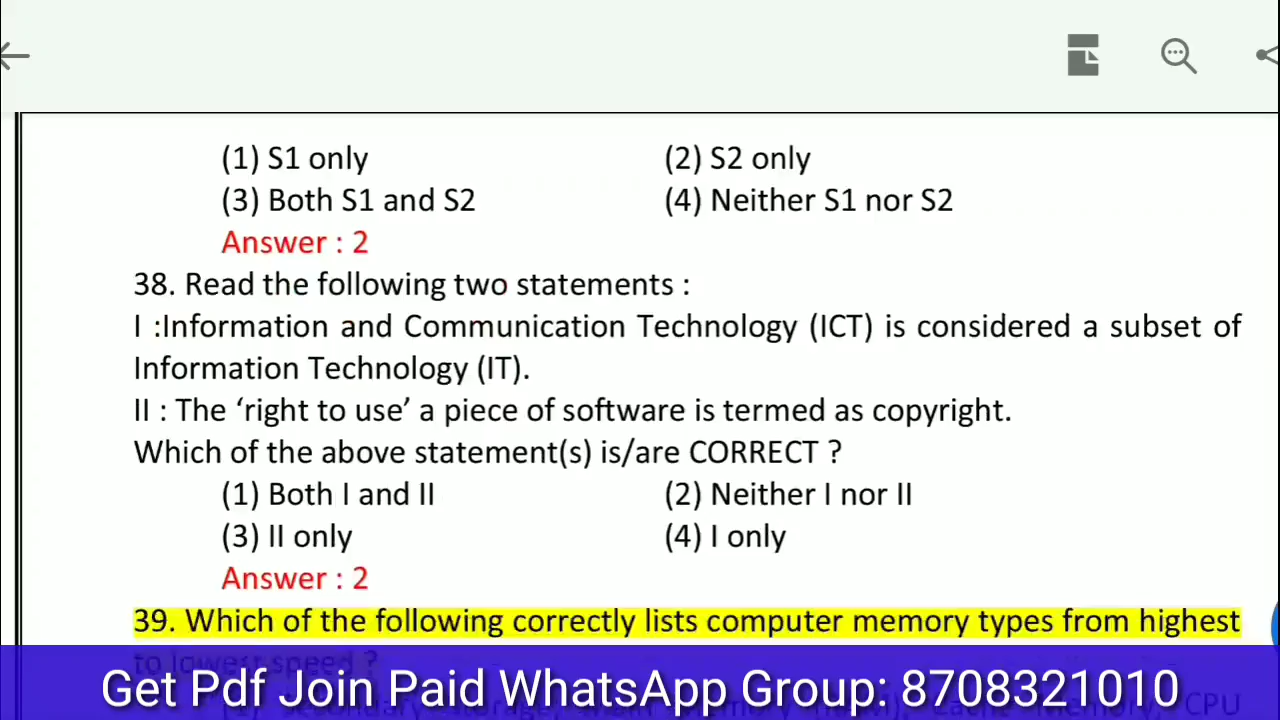 (1) S1 only (2) S2 only
(3) Both S1 and S2 (4) Neither S1 nor S2
Answer : 2
38. Read the following two statements :
I :Information and Communication Technology (ICT) is considered a subset of
Information Technology (IT).
II : The ‘right to use’ a piece of software is termed as copyright.
Which of the above statement(s) is/are CORRECT ?
(1) Both I and II (2) Neither I nor II
(3) II only (4) I only
Answer : 2
39. Which of the following correctly lists computer memory types from highest
to lowest speed ?
Get Pdf Join Paid WhatsApp Group: 8708321010